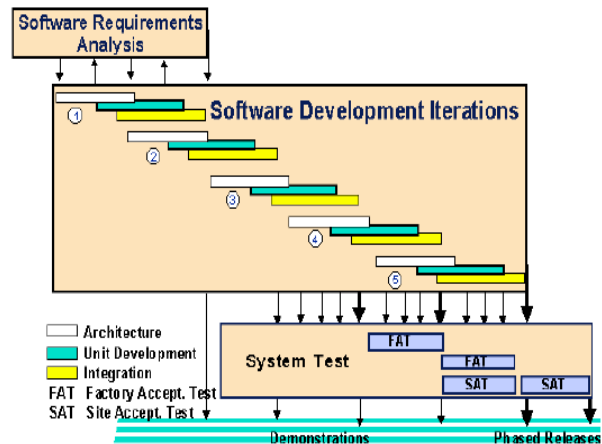 Software Requirements
Analysis
Software Development Iterations
1
2
3
4
5
Architecture
Unit Development
Integration
FAT Factory Accept. Test
SAT Site Accept. Test
System Test
FAT
FAT
SAT
SAT
Demonstrations
Phased Releases